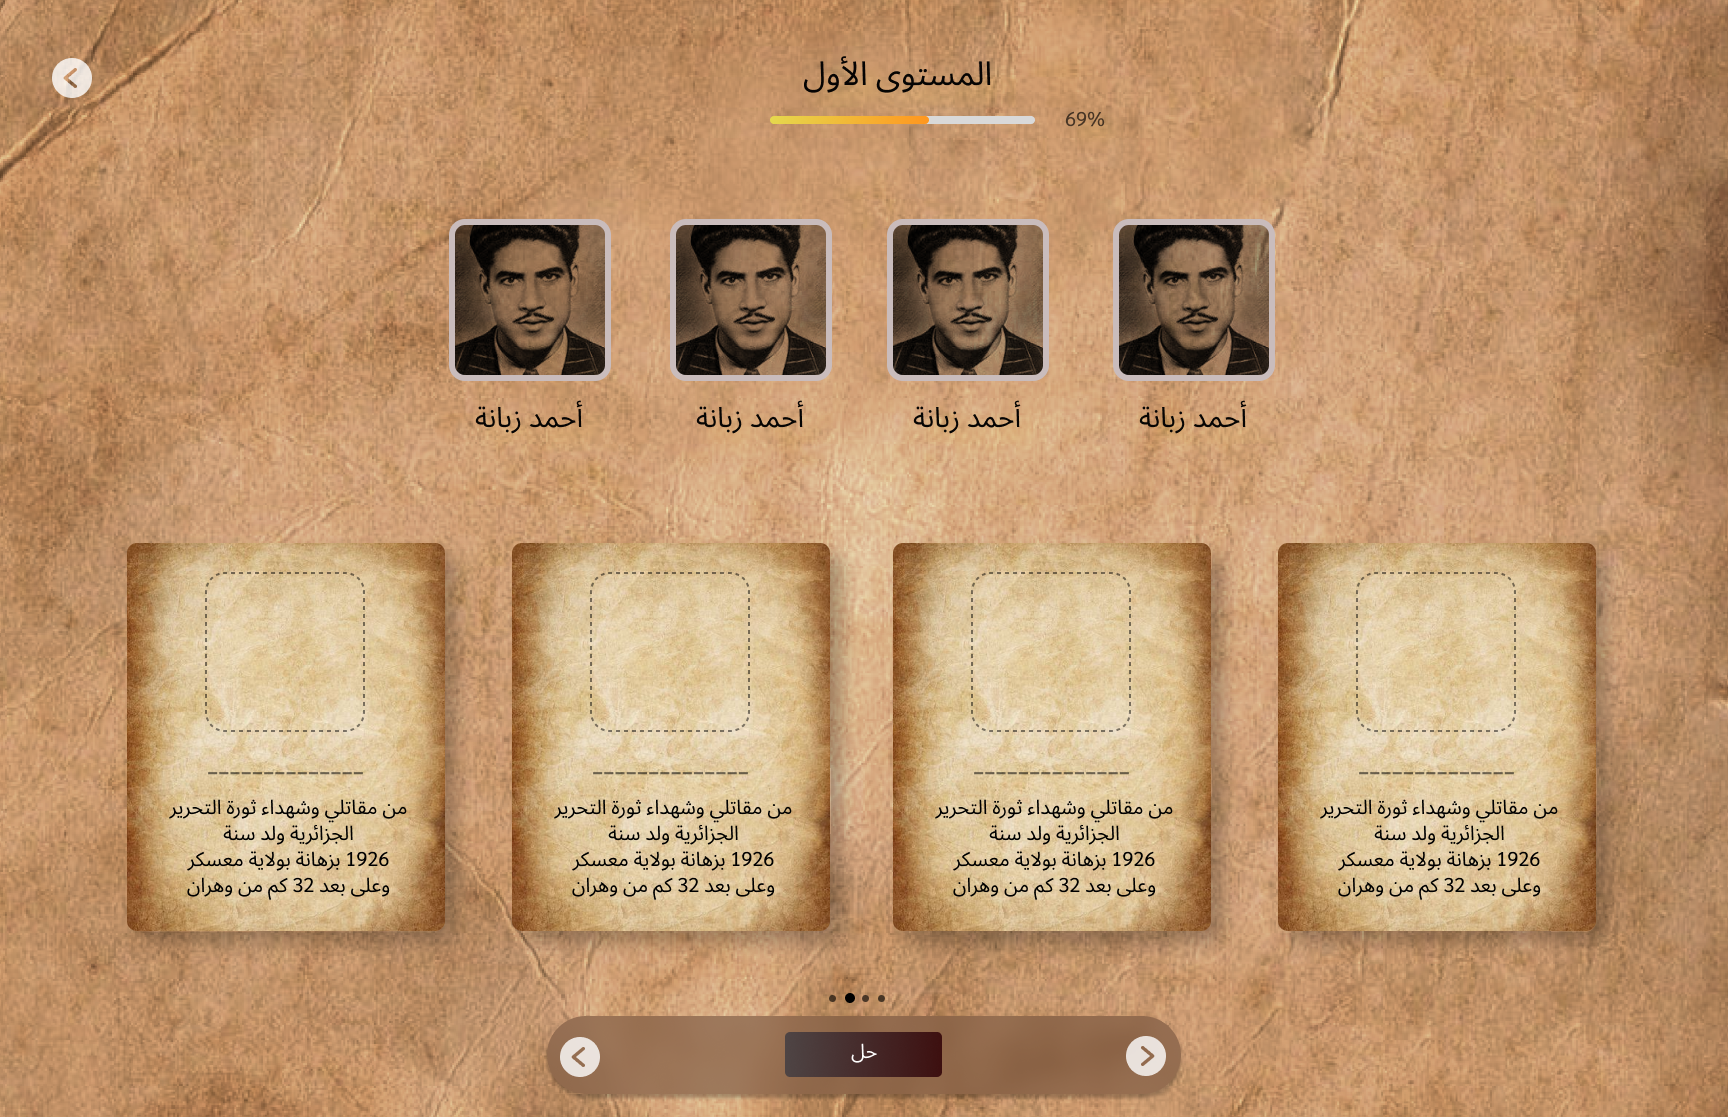 المستوى الأول
69%
أحمد زبانة
أحمد زبانة
أحمد زبانة
أحمد زبانة
من مقاتلي وشهداء ثورة التحرير
الجزائرية ولد سنة
1926 بزهانة بولاية معسكر
وعلى بعد 32 كم من وهران
من مقاتلي وشهداء ثورة التحرير
الجزائرية ولد سنة
1926 بزهانة بولاية معسكر
وعلى بعد 32 كم من وهران
من مقاتلي وشهداء ثورة التحرير
الجزائرية ولد سنة
1926 بزهانة بولاية معسكر
وعلى بعد 32 كم من وهران
من مقاتلي وشهداء ثورة التحرير
الجزائرية ولد سنة
1926 بزهانة بولاية معسكر
وعلى بعد 32 كم من وهران
حل